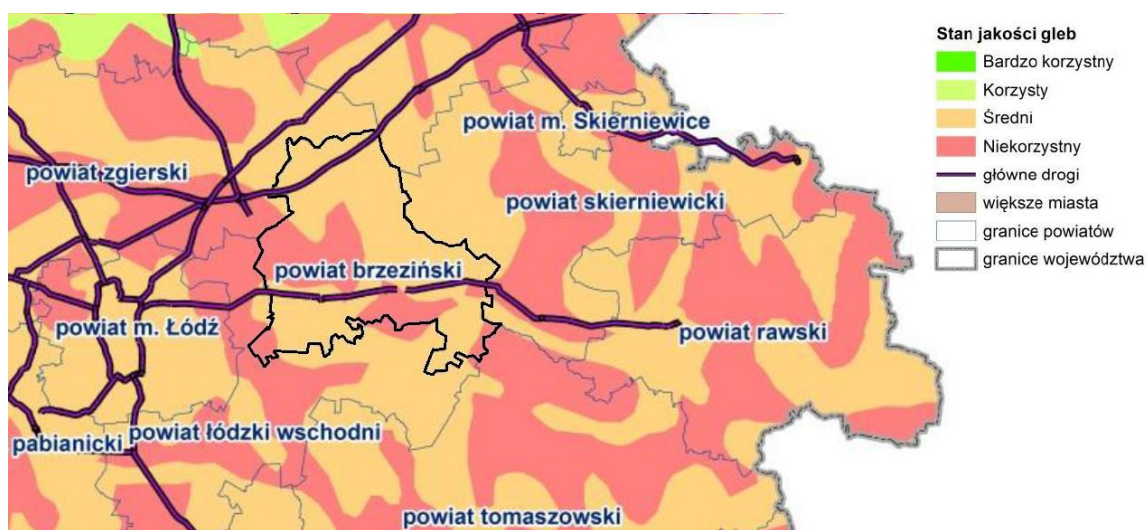 Stan jakości gleb
Bardzo korzystny
Korzysty
Średni
Niekorzystny
główne drogi
większe miasta
granice powiatów
granice województwa
powiat m. Skierniewice
powiat zgierski
powiat skierniewicki
powiat brzeziński
powiat m. Łódź
powiat rawski
pabianicki
powiat łódzki wschodni
powiat tomaszowski